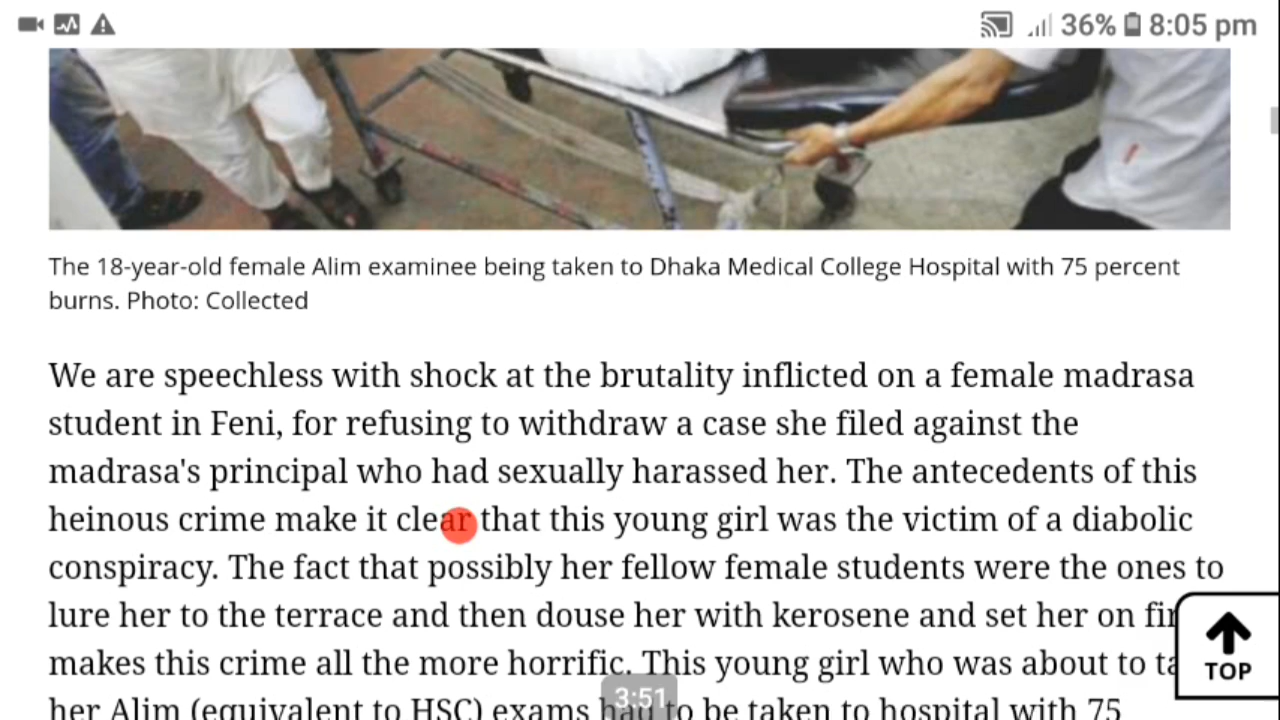 36% 8:05 pm
The 18-year-old female Alim examinee being taken to Dhaka Medical College Hospital with 75 percent
burns. Photo: Collected
We are speechless with shock at the brutality inflicted on a female madrasa
student in Feni, for refusing to withdraw a case she filed against the
madrasa's principal who had sexually harassed her. The antecedents of this
heinous crime make it clear that this young girl was the victim of a diabolic
conspiracy. The fact that possibly her fellow female students were the ones to
lure her to the terrace and then douse her with kerosene and set her on
makes this crime all the more horrific. This young girl who was about to
TOP
her Alim (equivalent to HSC) exams had to be taken to hospital with 75
3:51